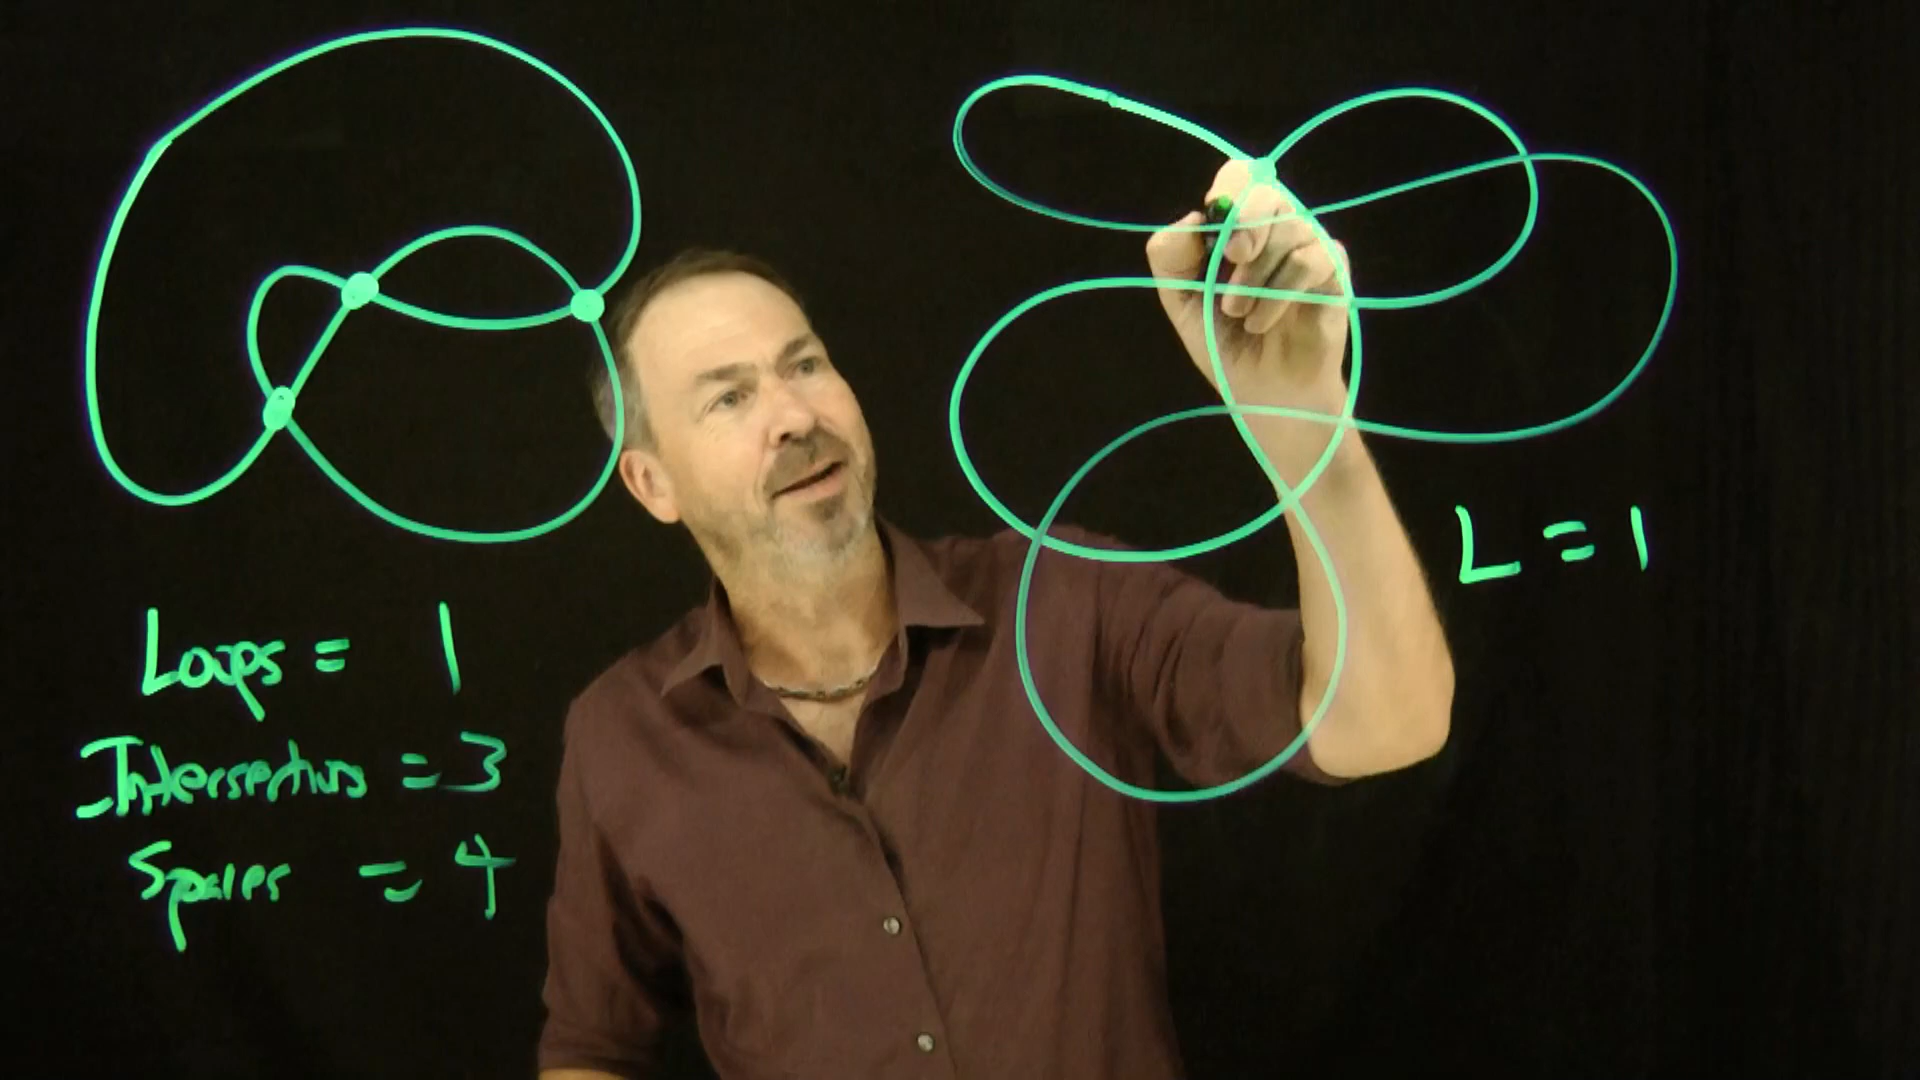 Loops = 1
Intersections = 3
Spaces = 4
L = 1